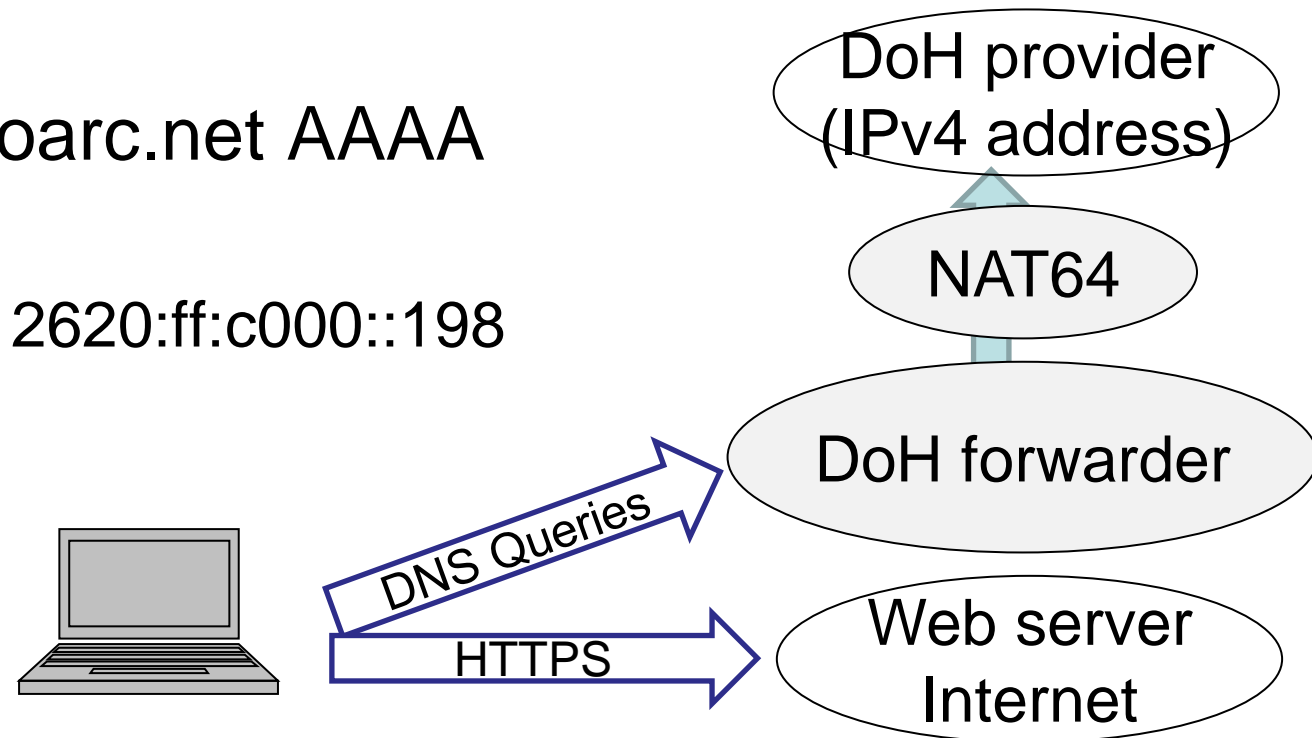 DoH provider
(IPv4 address)
oarc.net AAAA
NAT64
2620:ff:c000::198
DoH forwarder
DNS Queries
HTTPS
Web server
Internet